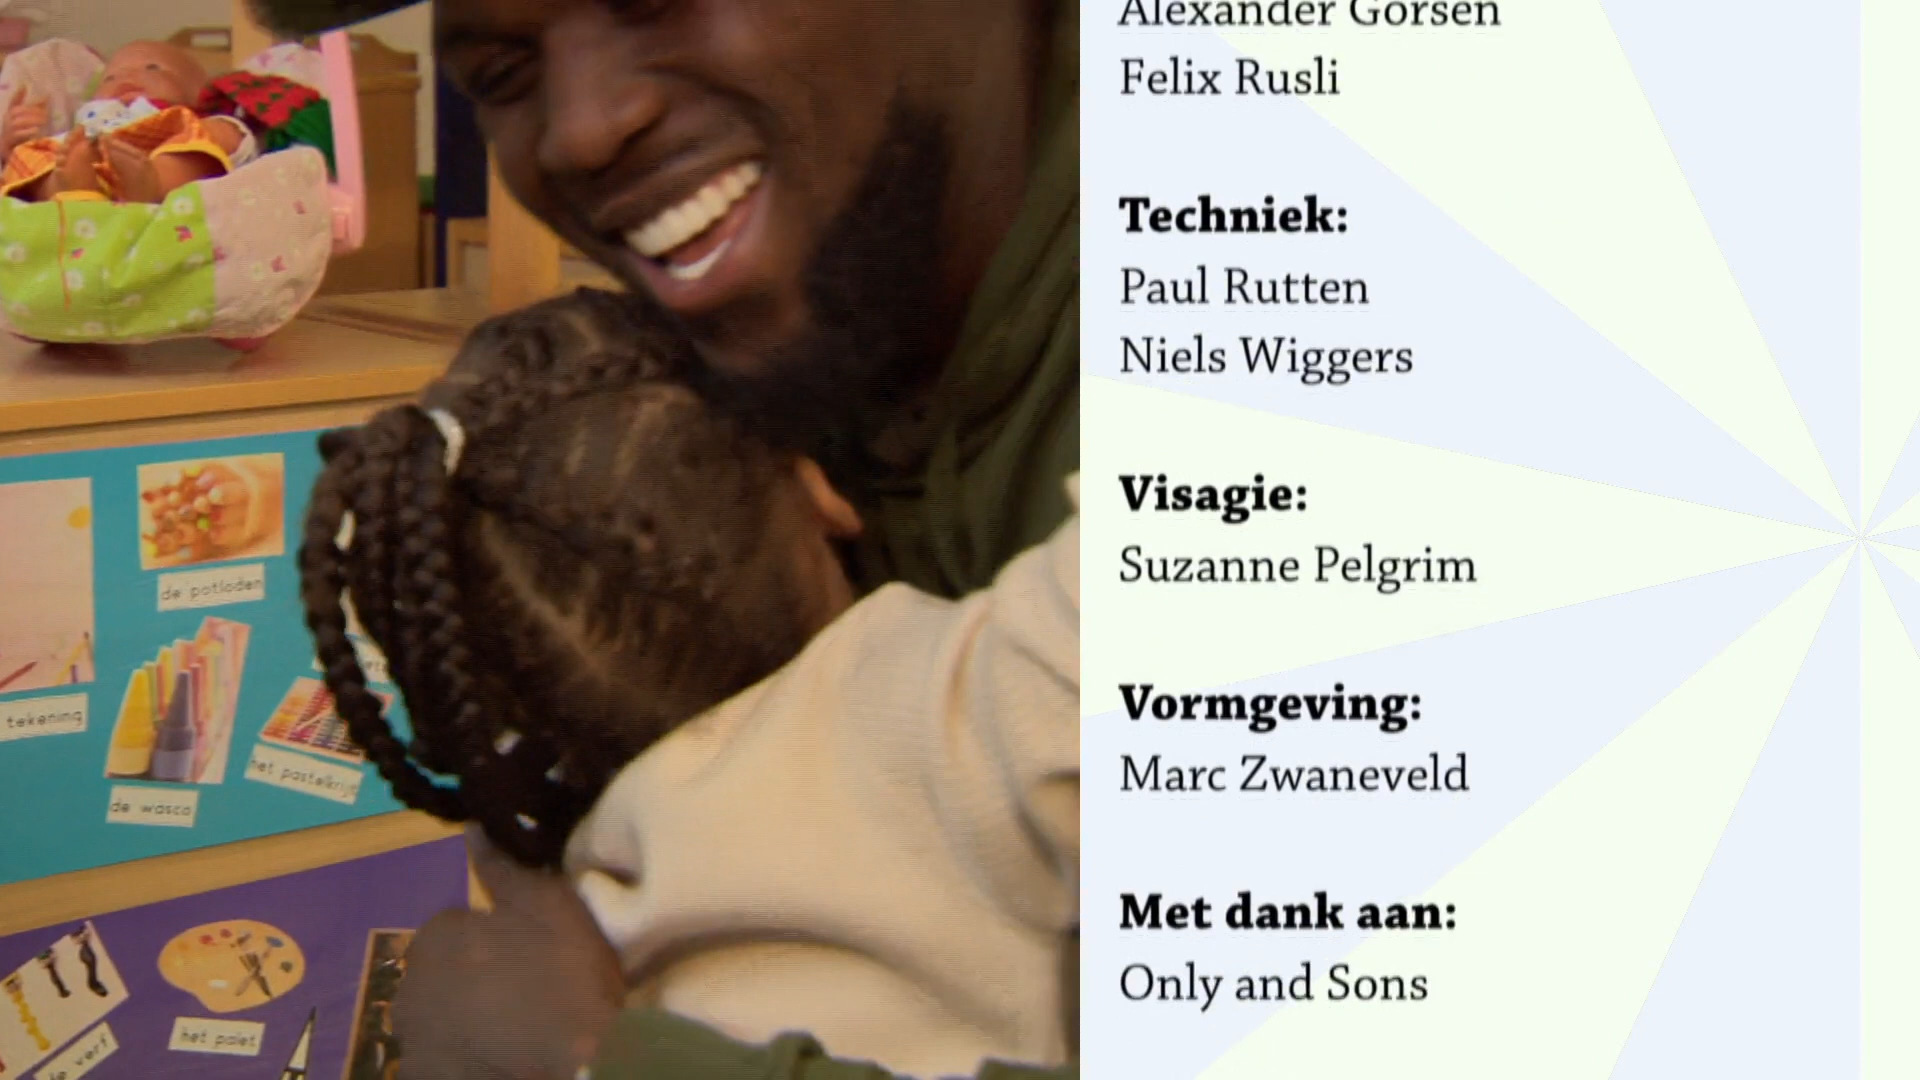 Alexander Gorsen
Felix Rusli
Techniek:
Paul Rutten
Niels Wiggers
Visagie:
Suzanne Pelgrim
Vormgeving:
Marc Zwaneveld
Met dank aan:
Only and Sons
de potloden
tekening
het pastelkrijt
de wasco
het palet
verf